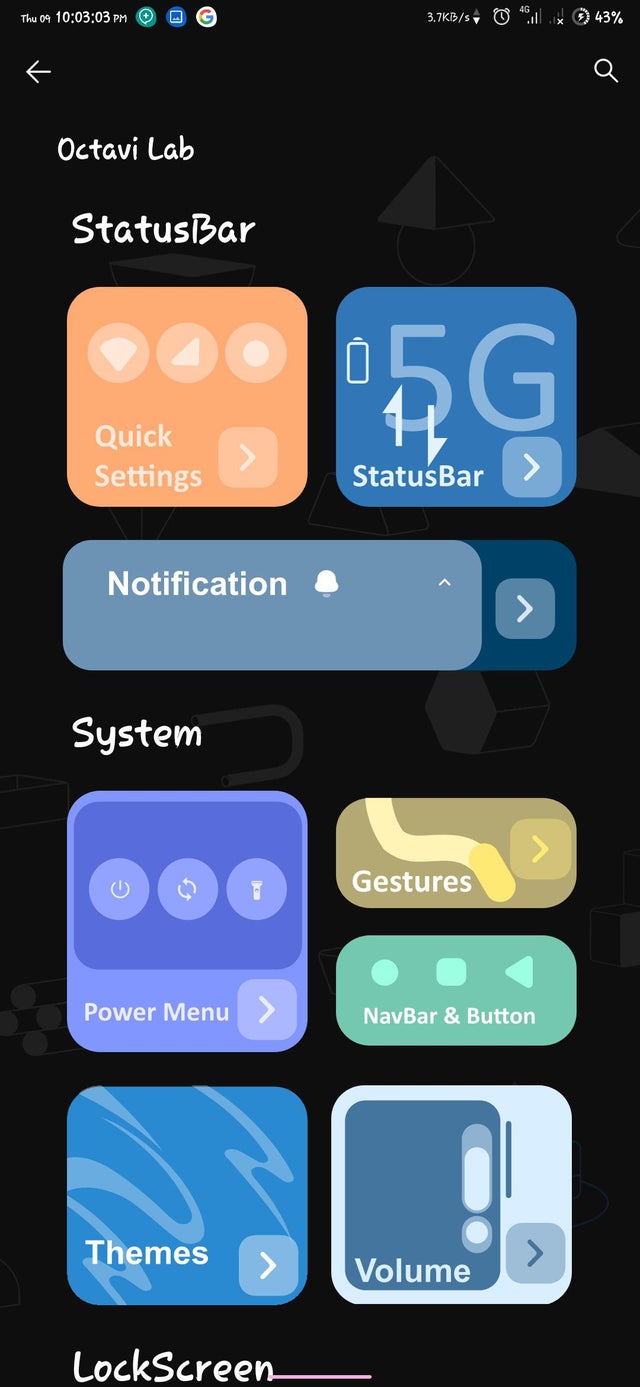 Thu 09 10:03:03 PM 3.7KB/s 4G 43%
Octavi Lab
StatusBar
Quick
Settings
5G
StatusBar
Notification
System
Power Menu
Gestures
NavBar & Button
Themes
Volume
LockScreen